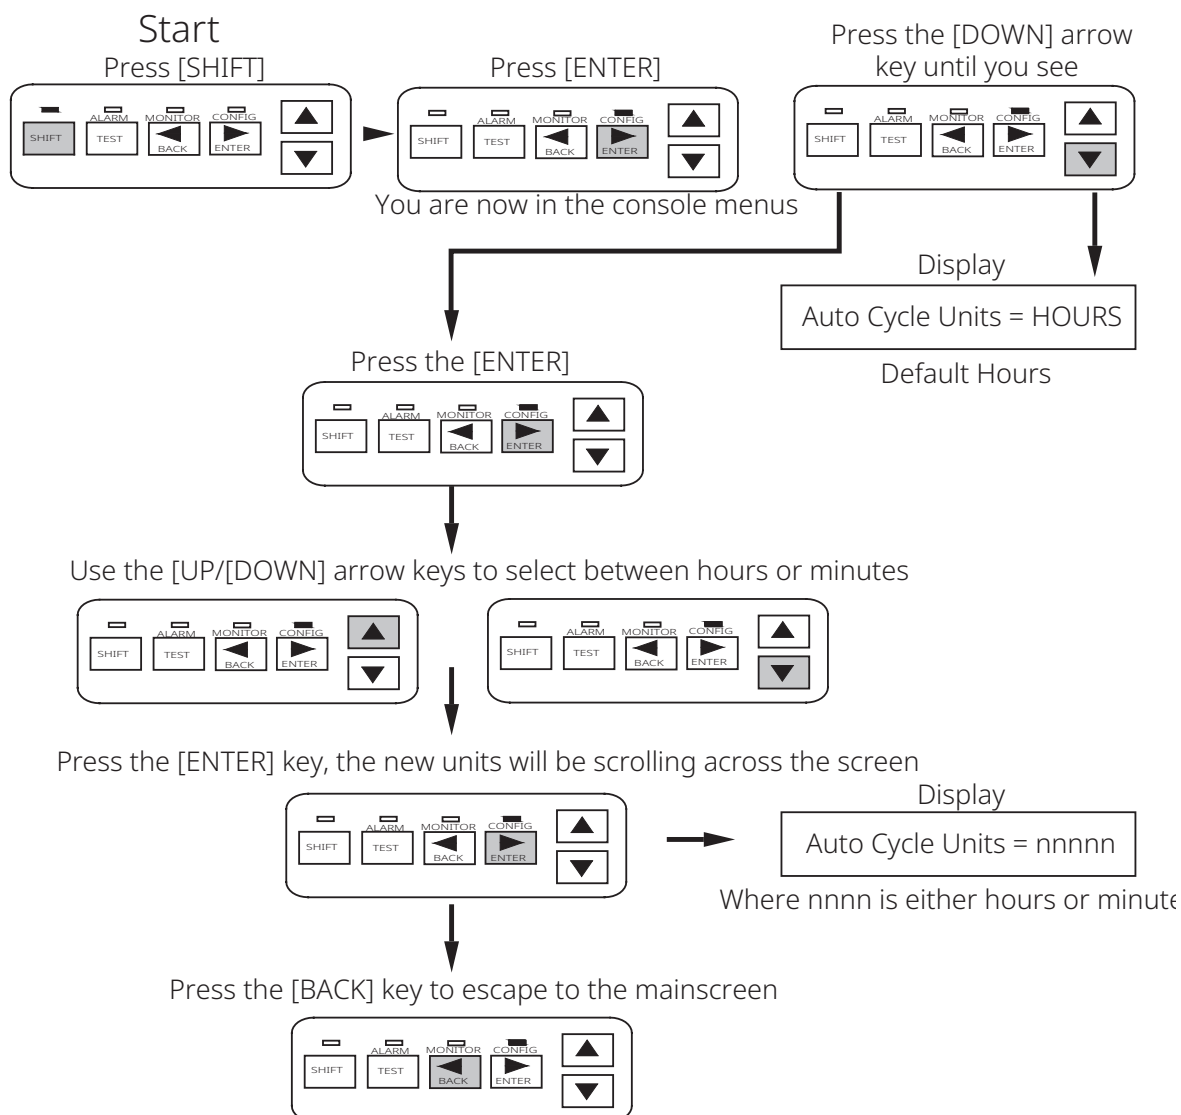 Start
Press [SHIFT]
SHIFT
ALARM
TEST
MONITOR
BACK
CONFIG
ENTER
Press [ENTER]
SHIFT
ALARM
TEST
MONITOR
BACK
CONFIG
ENTER
You are now in the console menus
Press the [DOWN] arrow
key until you see
SHIFT
ALARM
TEST
MONITOR
BACK
CONFIG
ENTER
Display
Auto Cycle Units = HOURS
Default Hours
Press the [ENTER]
SHIFT
ALARM
TEST
MONITOR
BACK
CONFIG
ENTER
Use the [UP/[DOWN] arrow keys to select between hours or minutes
SHIFT
ALARM
TEST
MONITOR
BACK
CONFIG
ENTER
SHIFT
ALARM
TEST
MONITOR
BACK
CONFIG
ENTER
Press the [ENTER] key, the new units will be scrolling across the screen
SHIFT
ALARM
TEST
MONITOR
BACK
CONFIG
ENTER
Display
Auto Cycle Units = nnnnn
Where nnnn is either hours or minute
Press the [BACK] key to escape to the mainscreen
SHIFT
ALARM
TEST
MONITOR
BACK
CONFIG
ENTER